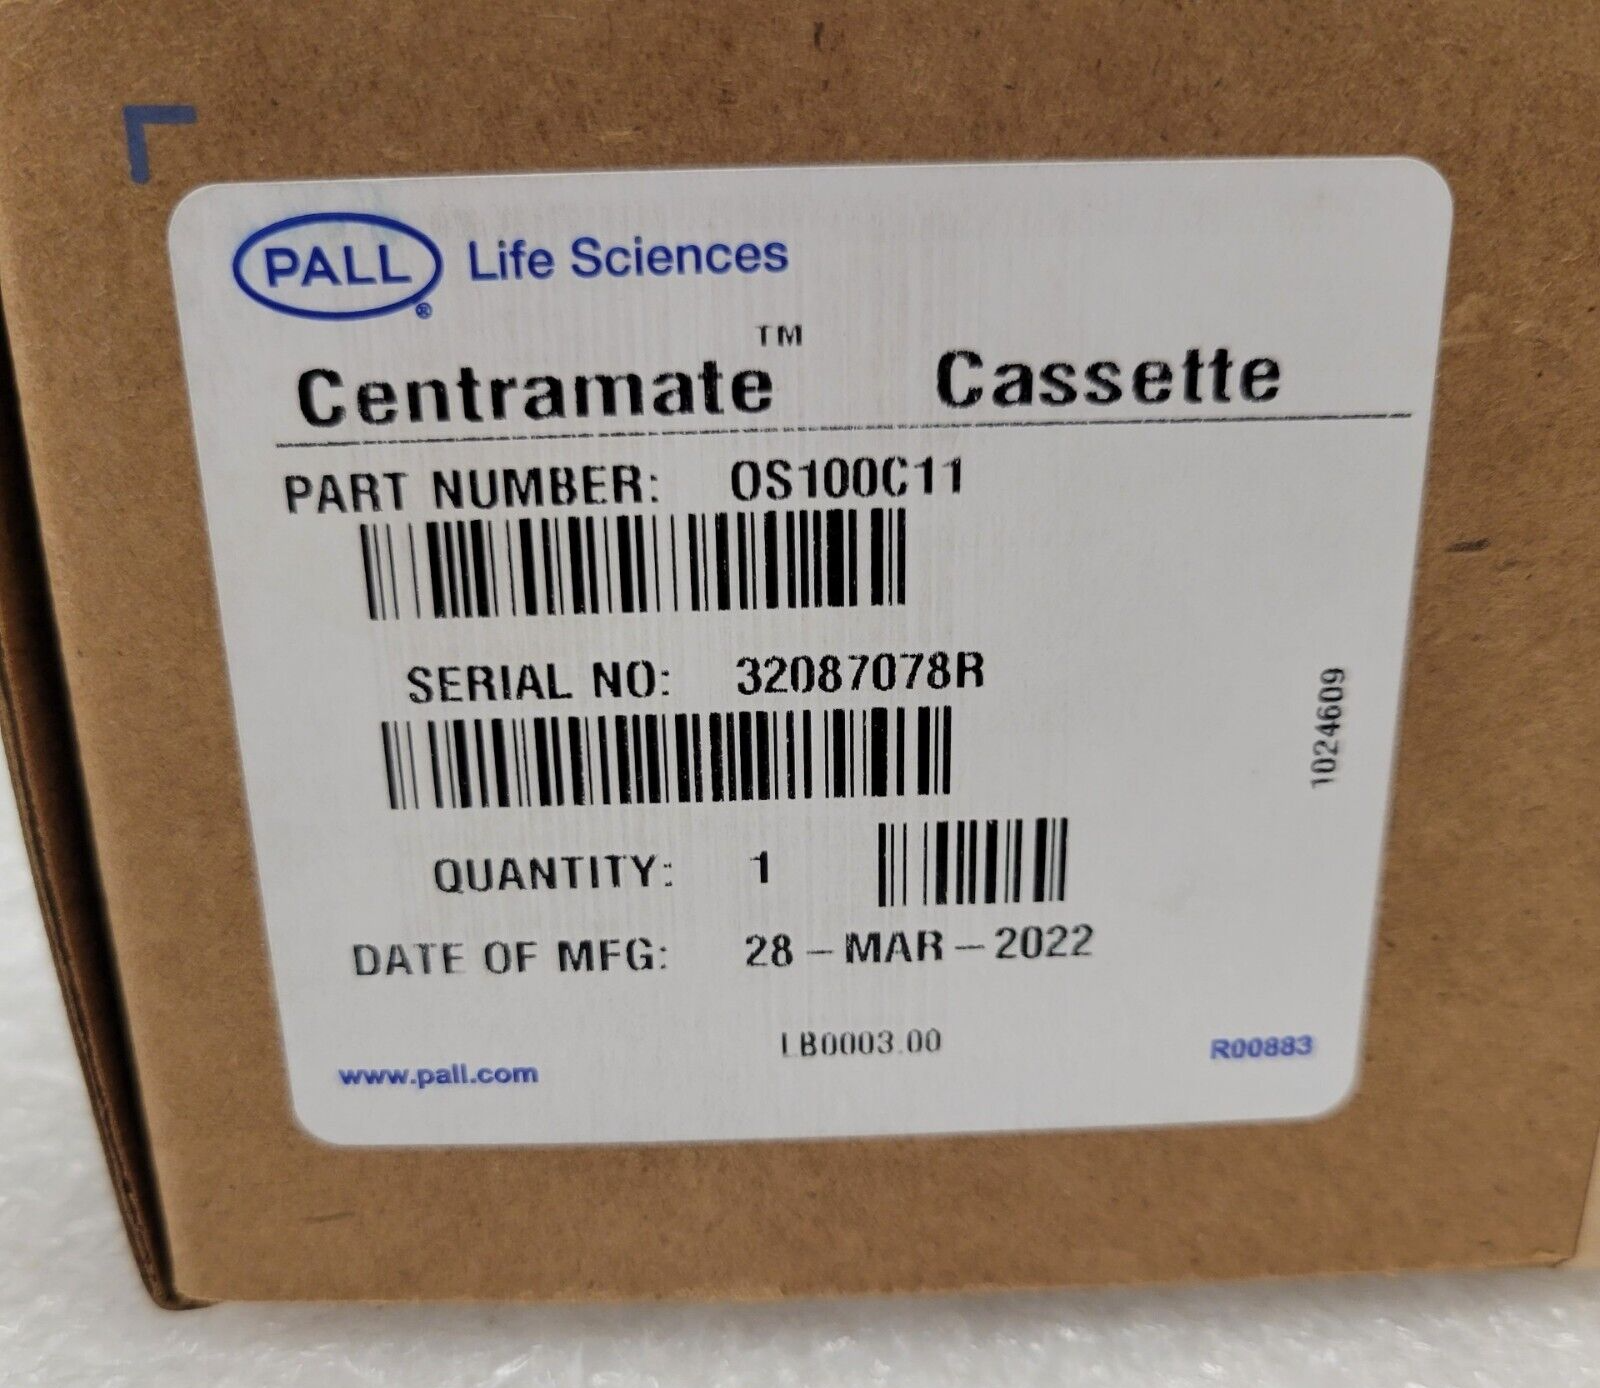 PALL® Life Sciences
Centramate™ Cassette
PART NUMBER: OS100C11
SERIAL NO: 32087078R
1024609
QUANTITY: 1
DATE OF MFG: 28-MAR-2022
LB0003.00
R00883
www.pall.com